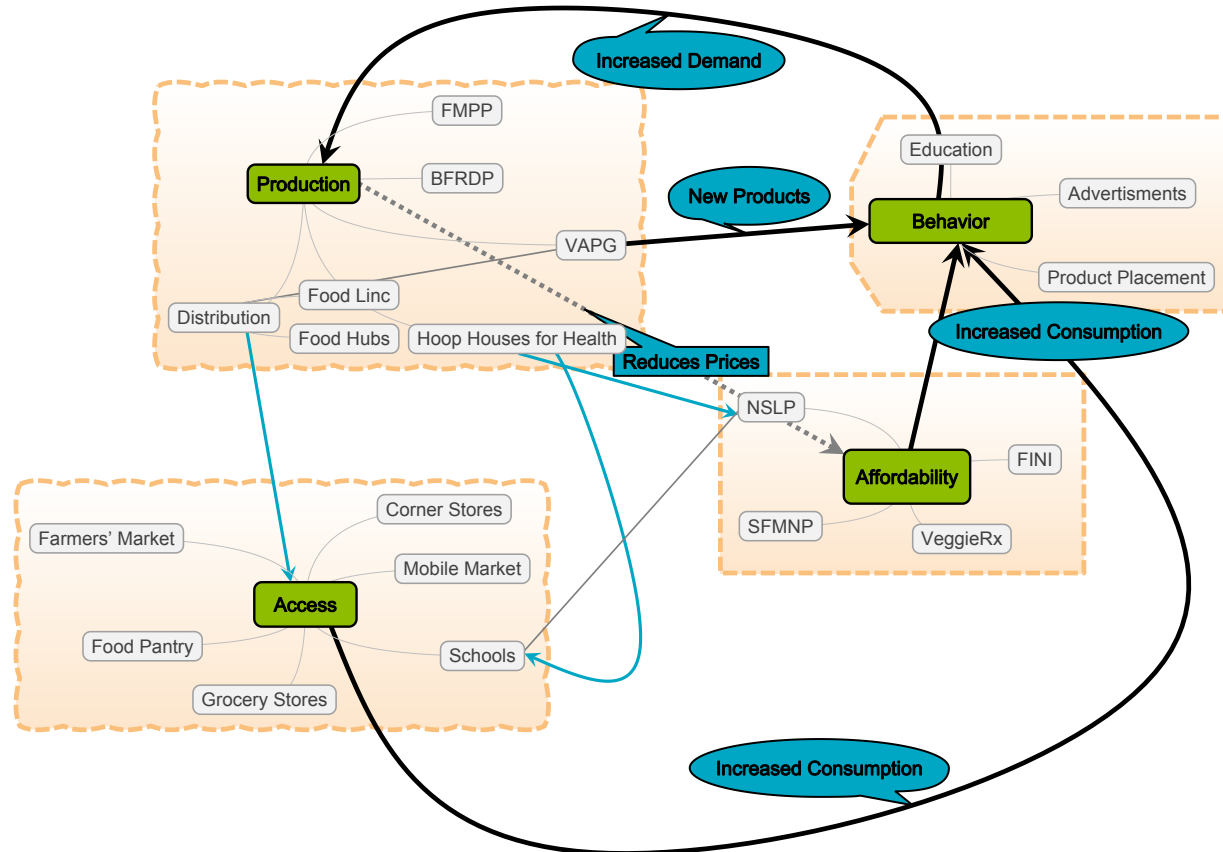 Increased Demand
FMPP
Education
Production
BFRDP
Advertisments
New Products
Behavior
VAPG
Product Placement
Food Linc
Distribution
Food Hubs
Hoop Houses for Health
Increased Consumption
Reduces Prices
NSLP
FINI
Affordability
Corner Stores
SFMNP
Farmers’ Market
VeggieRx
Mobile Market
Access
Food Pantry
Schools
Grocery Stores
Increased Consumption